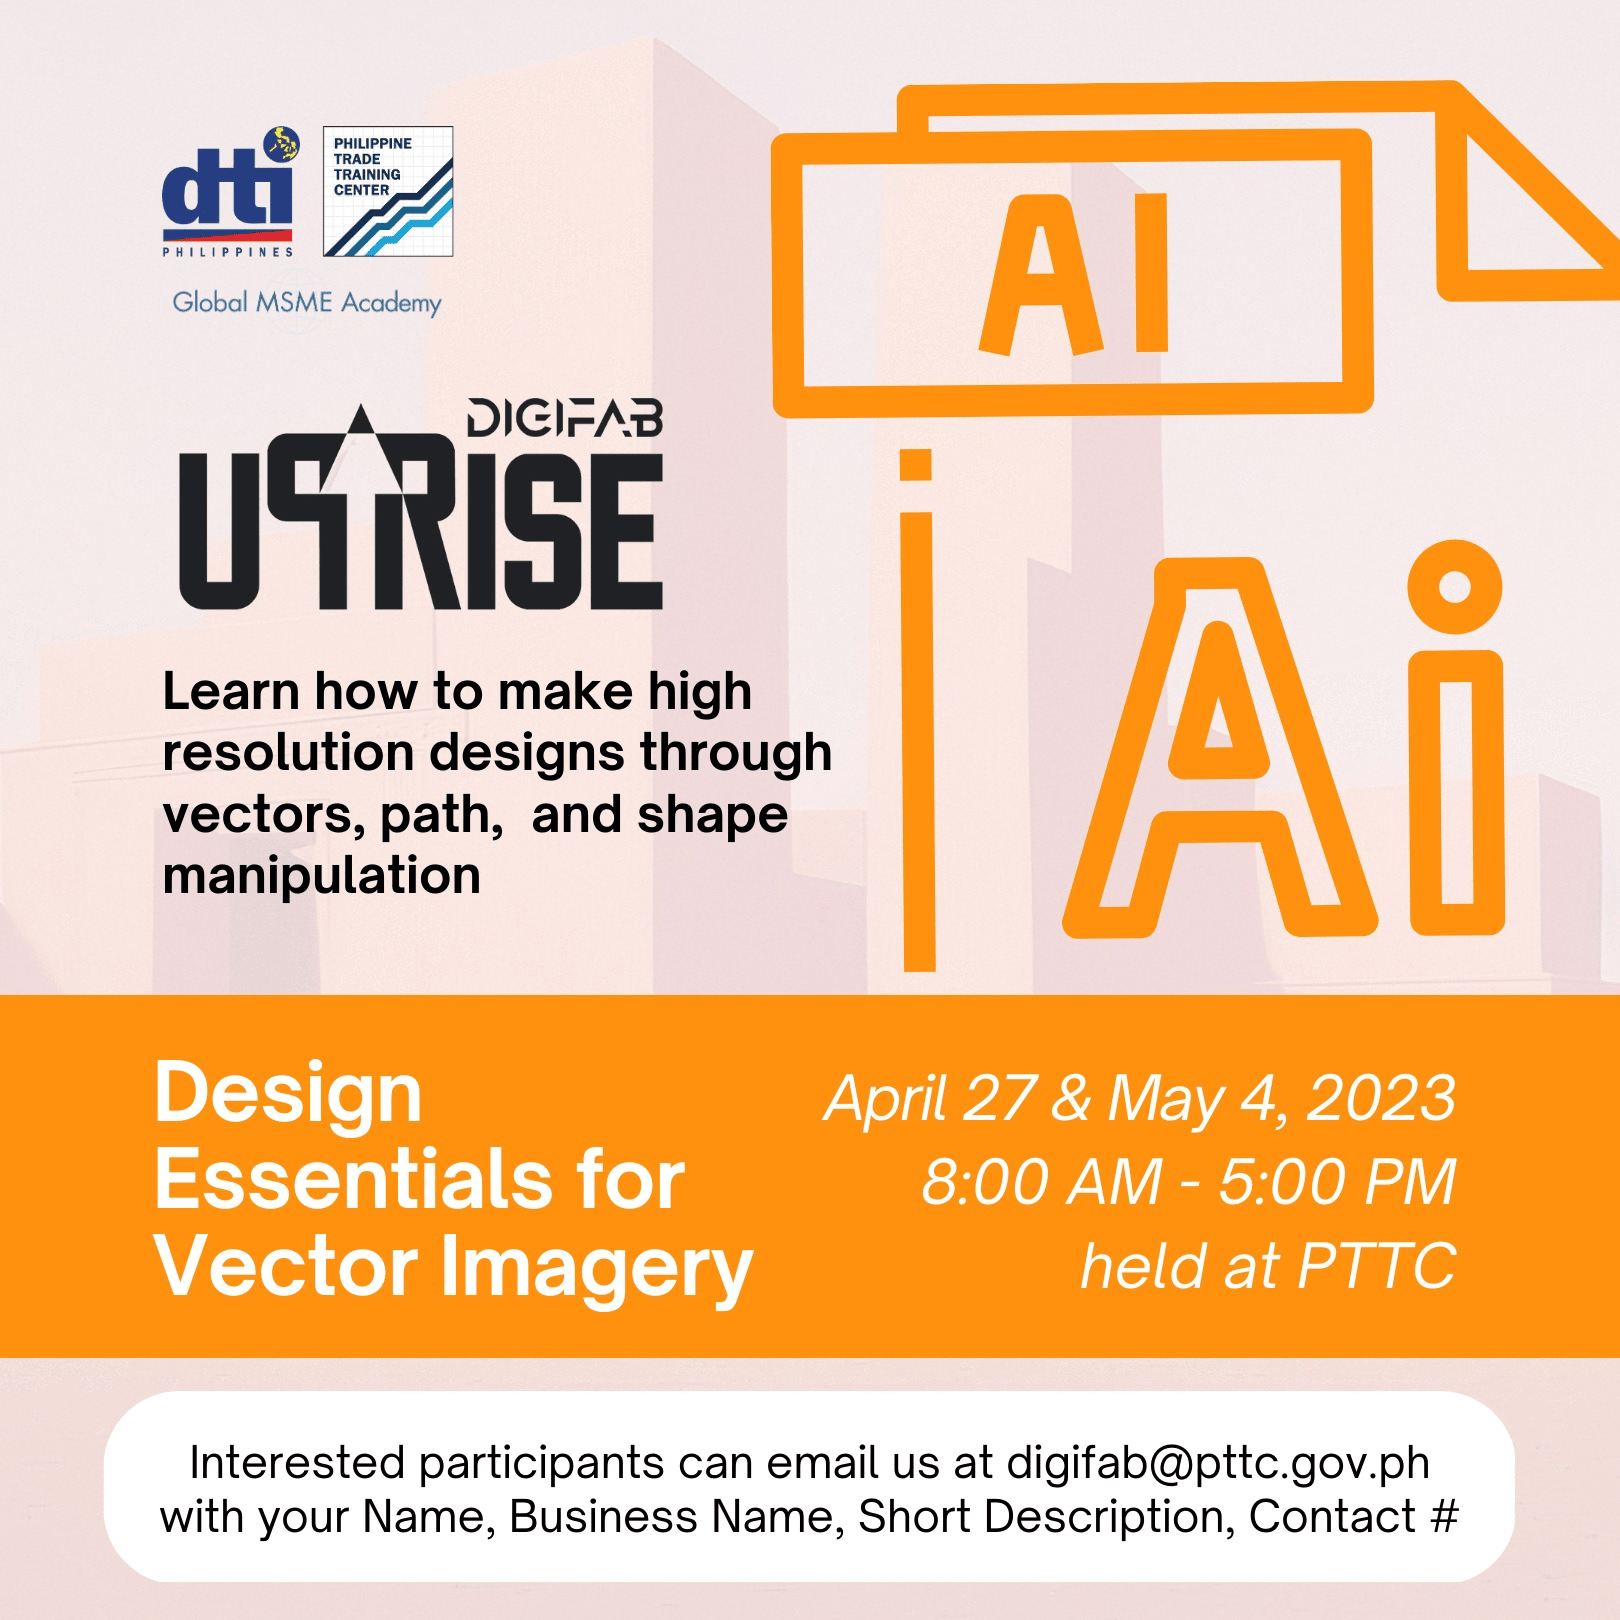 dti
PHILIPPINES
PHILIPPINE
TRADE
TRAINING
CENTER
Global MSME Academy
DIGIFAB
UPRISE
Learn how to make high
resolution designs through
vectors, path,  and shape
manipulation
AI
Ai
Design
Essentials for
Vector Imagery
April 27 & May 4, 2023
8:00 AM - 5:00 PM
held at PTTC
Interested participants can email us at digifab@pttc.gov.ph
with your Name, Business Name, Short Description, Contact #